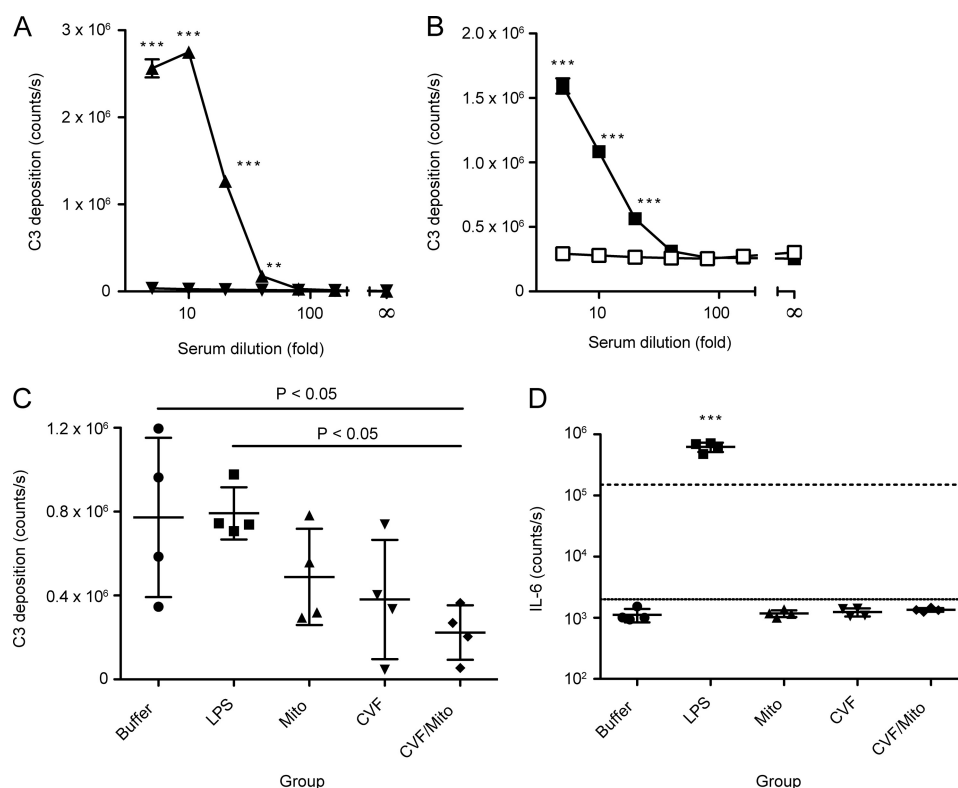 A
C3 deposition (counts/s)
3 x 10⁶
2 x 10⁶
1 x 10⁶
0
***
***
***
**
10
100
∞
Serum dilution (fold)
B
C3 deposition (counts/s)
2.0 x 10⁶
1.5 x 10⁶
1.0 x 10⁶
0.5 x 10⁶
0
***
***
***
10
100
∞
Serum dilution (fold)
C
P < 0.05
P < 0.05
C3 deposition (counts/s)
1.2 x 10⁶
0.8 x 10⁶
0.4 x 10⁶
0
Buffer
LPS
Mito
CVF
CVF/Mito
Group
D
***
IL-6 (counts/s)
10⁶
10⁵
10⁴
10³
10²
Buffer
LPS
Mito
CVF
CVF/Mito
Group